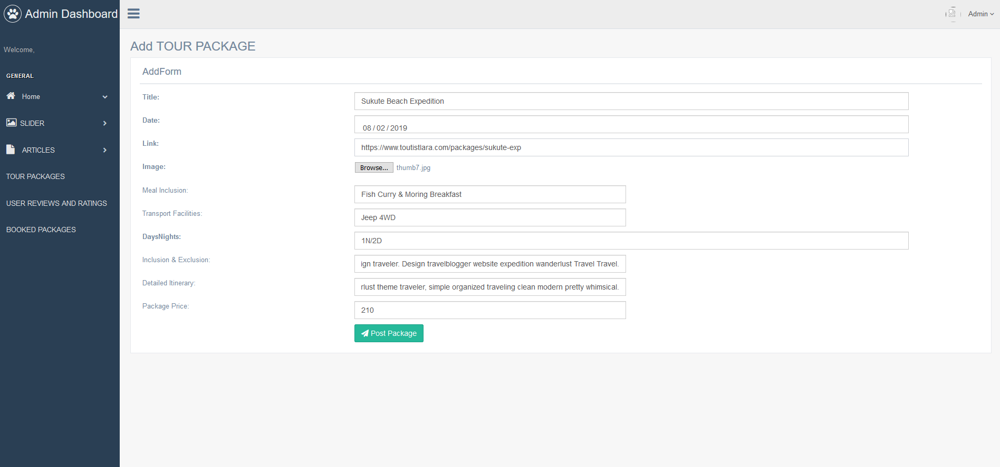 Admin Dashboard
Admin
Welcome,
GENERAL
Home
SLIDER
ARTICLES
TOUR PACKAGES
USER REVIEWS AND RATINGS
BOOKED PACKAGES
Add TOUR PACKAGE
AddForm
Title: Sukute Beach Expedition
Date: 08 / 02 / 2019
Link: https://www.toutistlara.com/packages/sukute-exp
Image: Browse... thumb7.jpg
Meal Inclusion: Fish Curry & Moring Breakfast
Transport Facilities: Jeep 4WD
DaysNights: 1N/2D
Inclusion & Exclusion: ign traveler. Design travelblogger website expedition wanderlust Travel Travel.
Detailed Itinerary: rlust theme traveler, simple organized traveling clean modern pretty whimsical.
Package Price: 210
Post Package